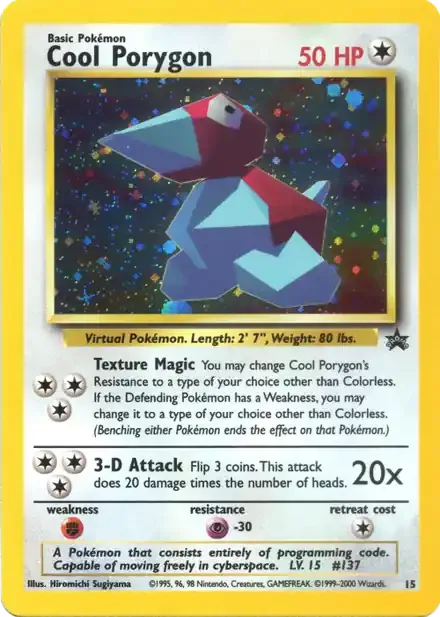 Basic Pokémon
Cool Porygon 50 HP
Virtual Pokémon. Length: 2' 7", Weight: 80 lbs.
Texture Magic You may change Cool Porygon's
Resistance to a type of your choice other than Colorless.
If the Defending Pokémon has a Weakness, you may
change it to a type of your choice other than Colorless.
(Benching either Pokémon ends the effect on that Pokémon.)
3-D Attack Flip 3 coins. This attack
does 20 damage times the number of heads. 20x
weakness resistance retreat cost
-30
A Pokémon that consists entirely of programming code.
Capable of moving freely in cyberspace. LV. 15 #137
Illus. Hiromichi Sugiyama ©1995, 96, 98 Nintendo, Creatures, GAMEFREAK. ©1999-2000 Wizards. 15